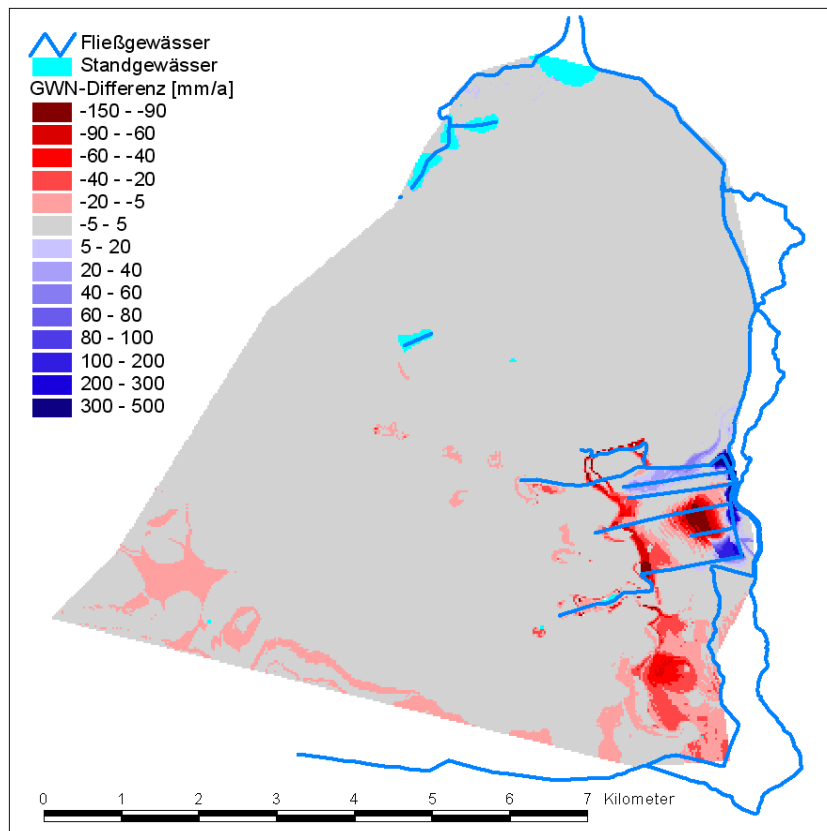 Fließgewässer
Standgewässer
GWN-Differenz [mm/a]
-150 - -90
-90 - -60
-60 - -40
-40 - -20
-20 - -5
-5 - 5
5 - 20
20 - 40
40 - 60
60 - 80
80 - 100
100 - 200
200 - 300
300 - 500
0 1 2 3 4 5 6 7 Kilometer